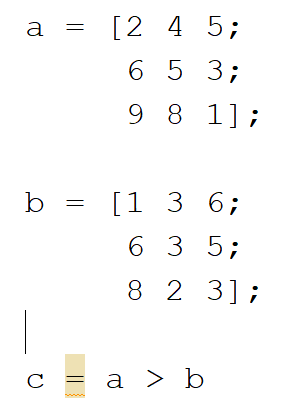 a = [2 4 5;
6 5 3;
9 8 1];
b = [1 3 6;
6 3 5;
8 2 3];
c = a > b